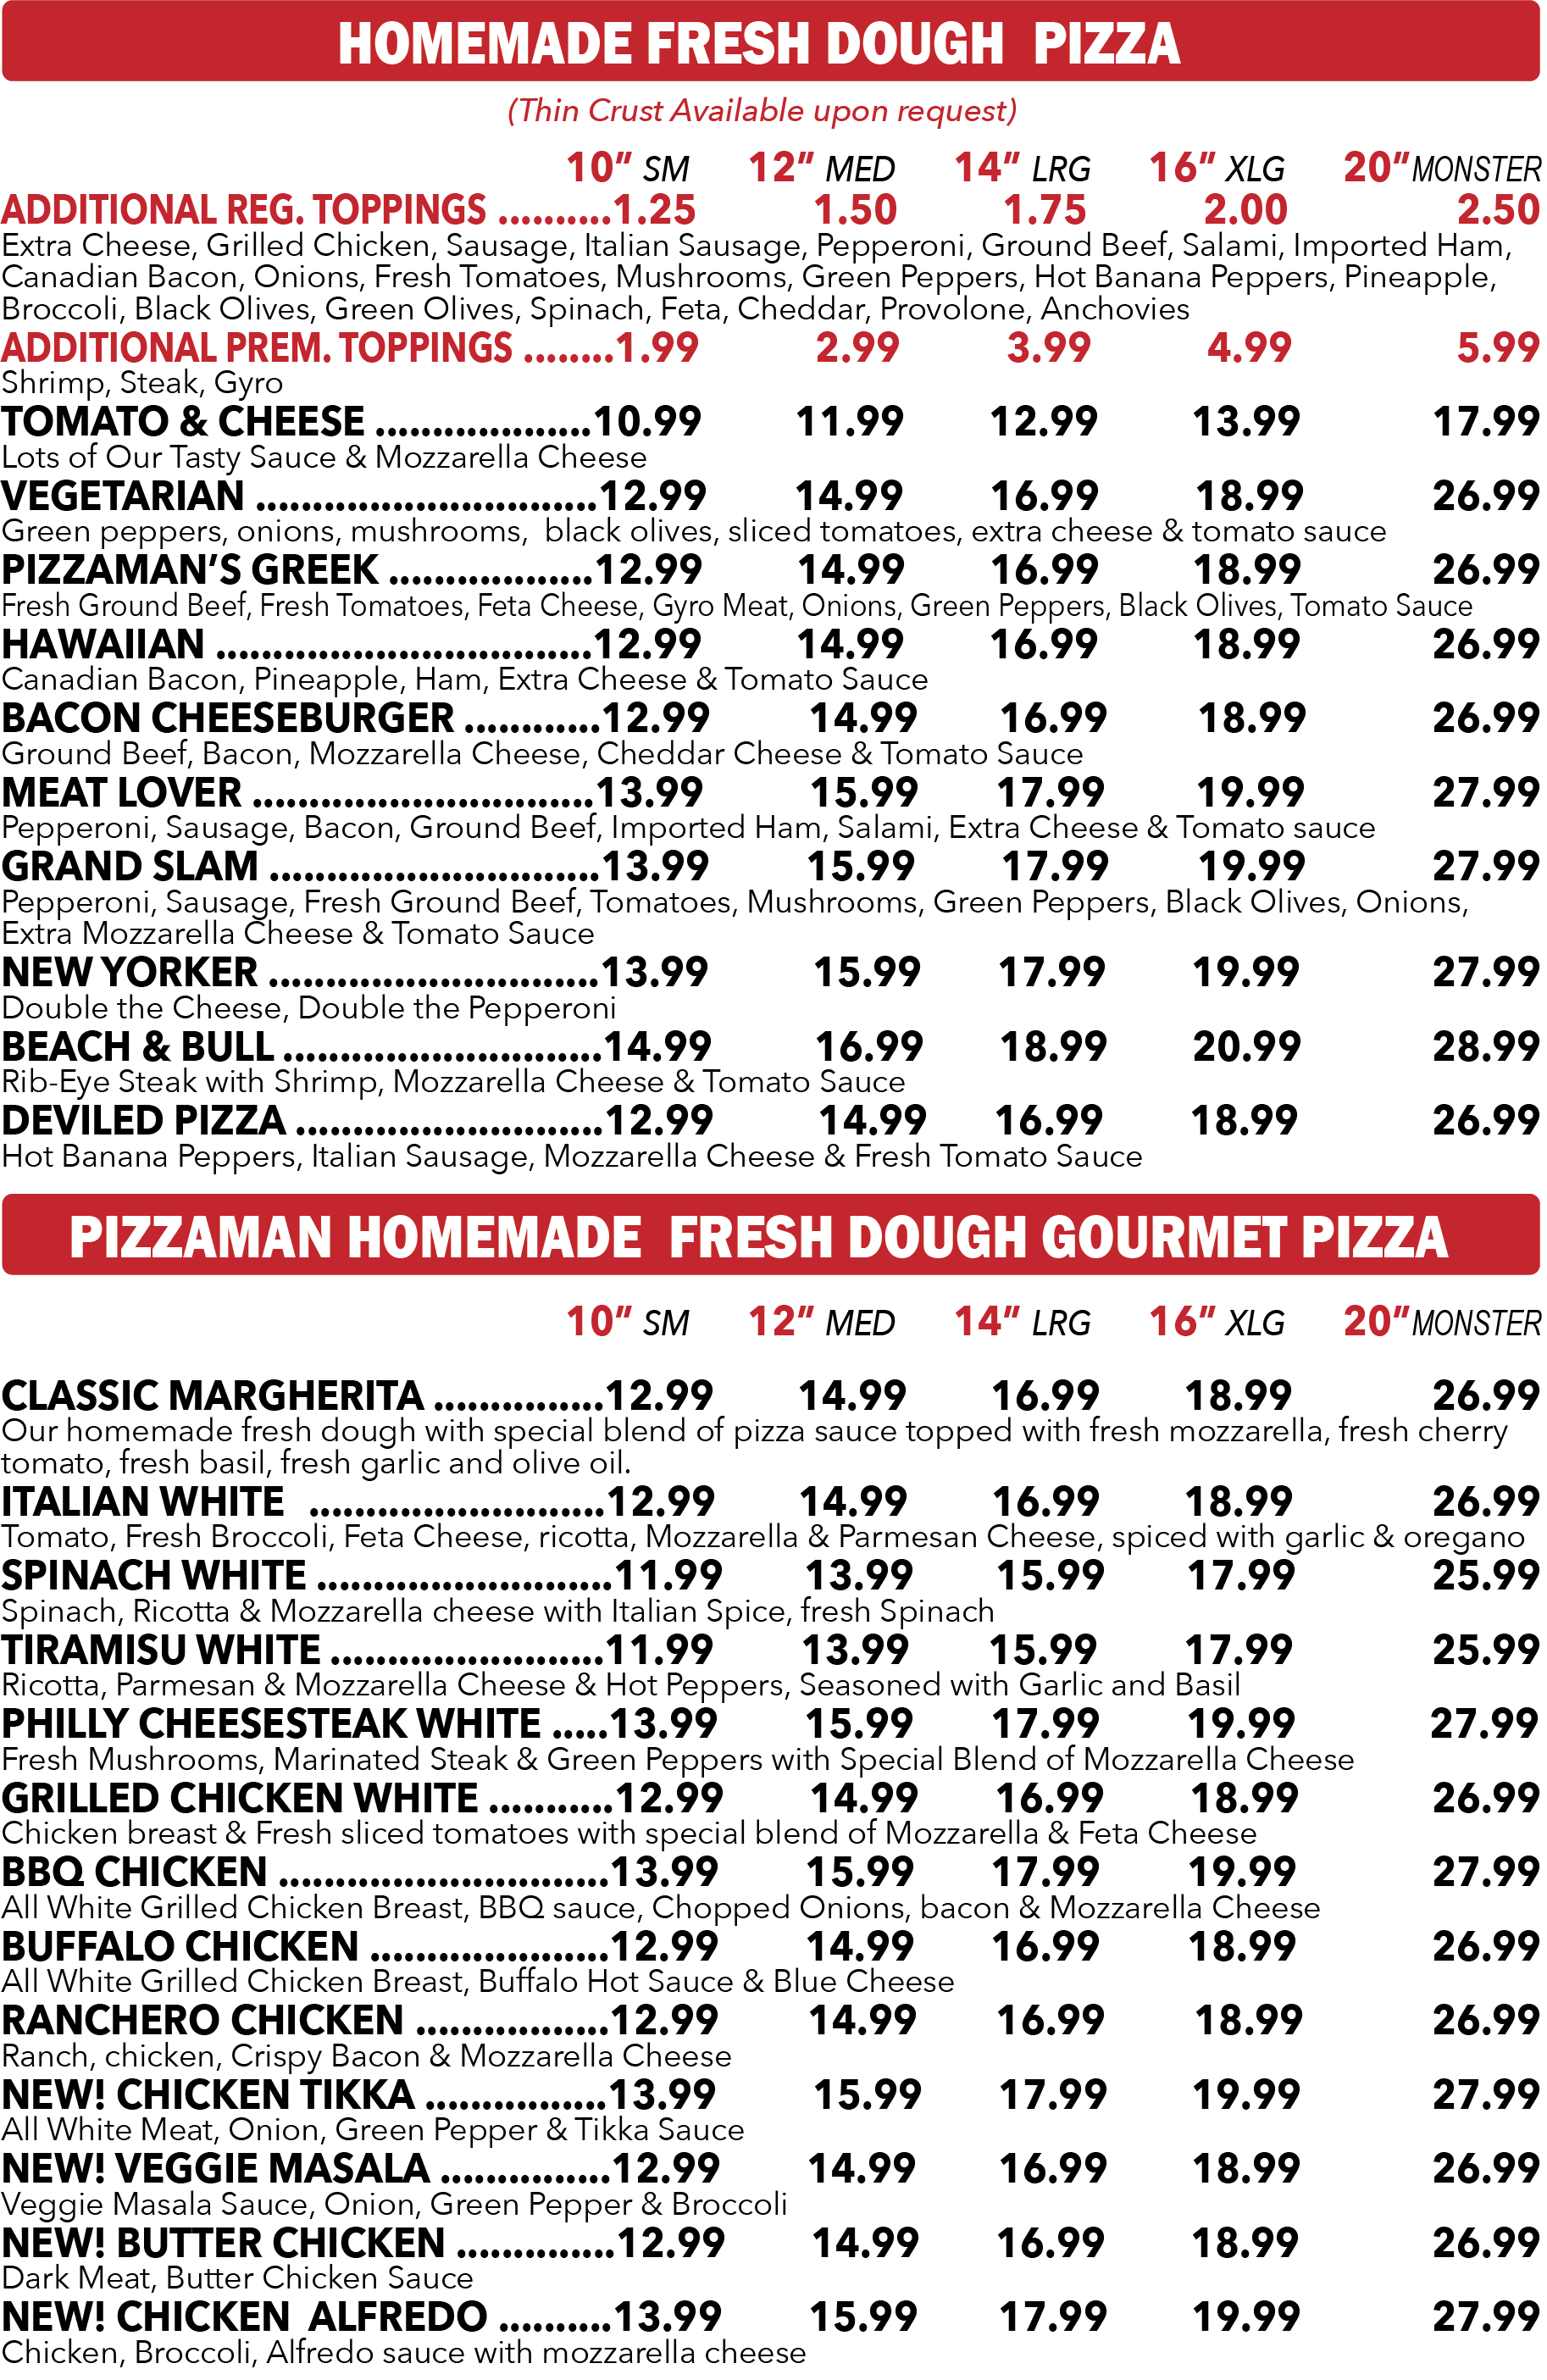 HOMEMADE FRESH DOUGH PIZZA
(Thin Crust Available upon request)
10” SM 12” MED 14” LRG 16” XLG 20”MONSTER
ADDITIONAL REG. TOPPINGS ..........1.25 1.50 1.75 2.00 2.50
Extra Cheese, Grilled Chicken, Sausage, Italian Sausage, Pepperoni, Ground Beef, Salami, Imported Ham,
Canadian Bacon, Onions, Fresh Tomatoes, Mushrooms, Green Peppers, Hot Banana Peppers, Pineapple,
Broccoli, Black Olives, Green Olives, Spinach, Feta, Cheddar, Provolone, Anchovies
ADDITIONAL PREM. TOPPINGS ........1.99 2.99 3.99 4.99 5.99
Shrimp, Steak, Gyro
TOMATO & CHEESE ...................10.99 11.99 12.99 13.99 17.99
Lots of Our Tasty Sauce & Mozzarella Cheese
VEGETARIAN ..............................12.99 14.99 16.99 18.99 26.99
Green peppers, onions, mushrooms, black olives, sliced tomatoes, extra cheese & tomato sauce
PIZZAMAN’S GREEK ..................12.99 14.99 16.99 18.99 26.99
Fresh Ground Beef, Fresh Tomatoes, Feta Cheese, Gyro Meat, Onions, Green Peppers, Black Olives, Tomato Sauce
HAWAIIAN .................................12.99 14.99 16.99 18.99 26.99
Canadian Bacon, Pineapple, Ham, Extra Cheese & Tomato Sauce
BACON CHEESEBURGER ............12.99 14.99 16.99 18.99 26.99
Ground Beef, Bacon, Mozzarella Cheese, Cheddar Cheese & Tomato Sauce
MEAT LOVER ..............................13.99 15.99 17.99 19.99 27.99
Pepperoni, Sausage, Bacon, Ground Beef, Imported Ham, Salami, Extra Cheese & Tomato sauce
GRAND SLAM .............................13.99 15.99 17.99 19.99 27.99
Pepperoni, Sausage, Fresh Ground Beef, Tomatoes, Mushrooms, Green Peppers, Black Olives, Onions,
Extra Mozzarella Cheese & Tomato Sauce
NEW YORKER .............................13.99 15.99 17.99 19.99 27.99
Double the Cheese, Double the Pepperoni
BEACH & BULL ............................14.99 16.99 18.99 20.99 28.99
Rib-Eye Steak with Shrimp, Mozzarella Cheese & Tomato Sauce
DEVILED PIZZA ...........................12.99 14.99 16.99 18.99 26.99
Hot Banana Peppers, Italian Sausage, Mozzarella Cheese & Fresh Tomato Sauce
PIZZAMAN HOMEMADE FRESH DOUGH GOURMET PIZZA
10” SM 12” MED 14” LRG 16” XLG 20”MONSTER
CLASSIC MARGHERITA ...............12.99 14.99 16.99 18.99 26.99
Our homemade fresh dough with special blend of pizza sauce topped with fresh mozzarella, fresh cherry
tomato, fresh basil, fresh garlic and olive oil.
ITALIAN WHITE ..........................12.99 14.99 16.99 18.99 26.99
Tomato, Fresh Broccoli, Feta Cheese, ricotta, Mozzarella & Parmesan Cheese, spiced with garlic & oregano
SPINACH WHITE ..........................11.99 13.99 15.99 17.99 25.99
Spinach, Ricotta & Mozzarella cheese with Italian Spice, fresh Spinach
TIRAMISU WHITE ........................11.99 13.99 15.99 17.99 25.99
Ricotta, Parmesan & Mozzarella Cheese & Hot Peppers, Seasoned with Garlic and Basil
PHILLY CHEESESTEAK WHITE .....13.99 15.99 17.99 19.99 27.99
Fresh Mushrooms, Marinated Steak & Green Peppers with Special Blend of Mozzarella Cheese
GRILLED CHICKEN WHITE ...........12.99 14.99 16.99 18.99 26.99
Chicken breast & Fresh sliced tomatoes with special blend of Mozzarella & Feta Cheese
BBQ CHICKEN .............................13.99 15.99 17.99 19.99 27.99
All White Grilled Chicken Breast, BBQ sauce, Chopped Onions, bacon & Mozzarella Cheese
BUFFALO CHICKEN .....................12.99 14.99 16.99 18.99 26.99
All White Grilled Chicken Breast, Buffalo Hot Sauce & Blue Cheese
RANCHERO CHICKEN .................12.99 14.99 16.99 18.99 26.99
Ranch, chicken, Crispy Bacon & Mozzarella Cheese
NEW! CHICKEN TIKKA ................13.99 15.99 17.99 19.99 27.99
All White Meat, Onion, Green Pepper & Tikka Sauce
NEW! VEGGIE MASALA ...............12.99 14.99 16.99 18.99 26.99
Veggie Masala Sauce, Onion, Green Pepper & Broccoli
NEW! BUTTER CHICKEN ..............12.99 14.99 16.99 18.99 26.99
Dark Meat, Butter Chicken Sauce
NEW! CHICKEN ALFREDO ..........13.99 15.99 17.99 19.99 27.99
Chicken, Broccoli, Alfredo sauce with mozzarella cheese